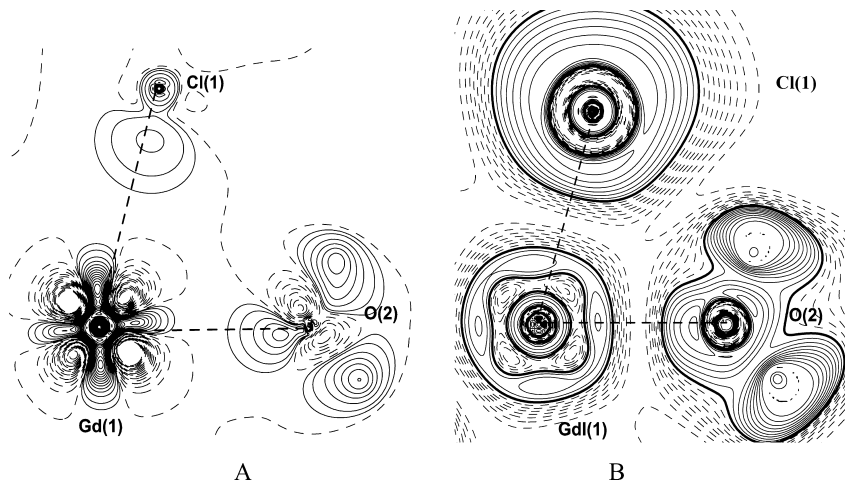 Cl(1)
O(2)
Gd(1)
A
Cl(1)
O(2)
GdI(1)
B